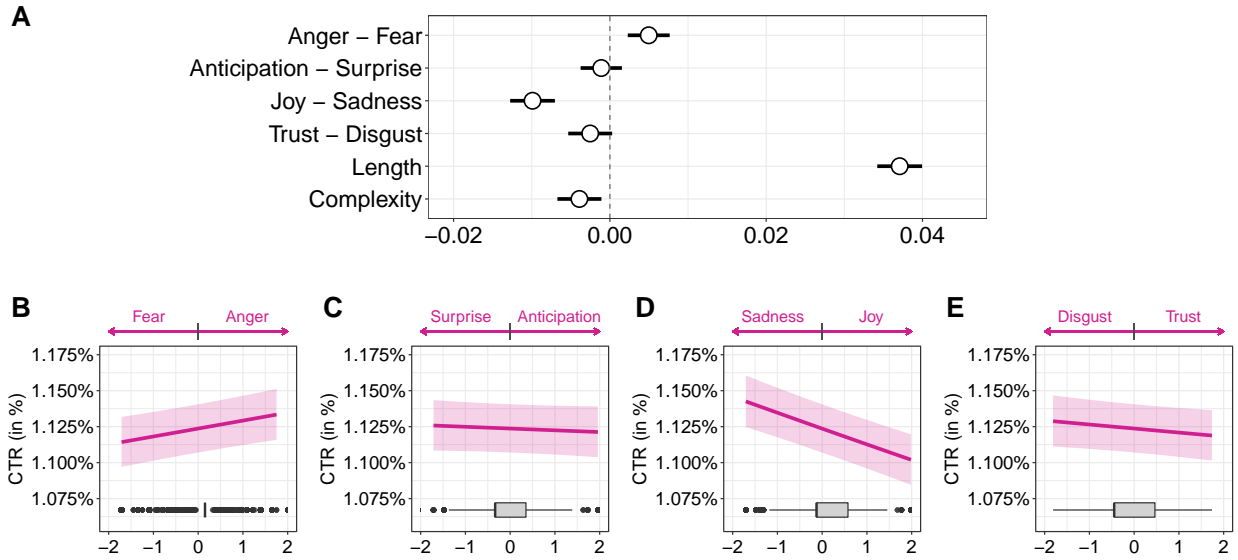 A
Anger − Fear
Anticipation − Surprise
Joy − Sadness
Trust − Disgust
Length
Complexity
−0.02 0.00 0.02 0.04
B
Fear Anger
CTR (in %)
1.175%
1.150%
1.125%
1.100%
1.075%
−2 −1 0 1 2
C
Surprise Anticipation
CTR (in %)
1.175%
1.150%
1.125%
1.100%
1.075%
−2 −1 0 1 2
D
Sadness Joy
CTR (in %)
1.175%
1.150%
1.125%
1.100%
1.075%
−2 −1 0 1 2
E
Disgust Trust
CTR (in %)
1.175%
1.150%
1.125%
1.100%
1.075%
−2 −1 0 1 2